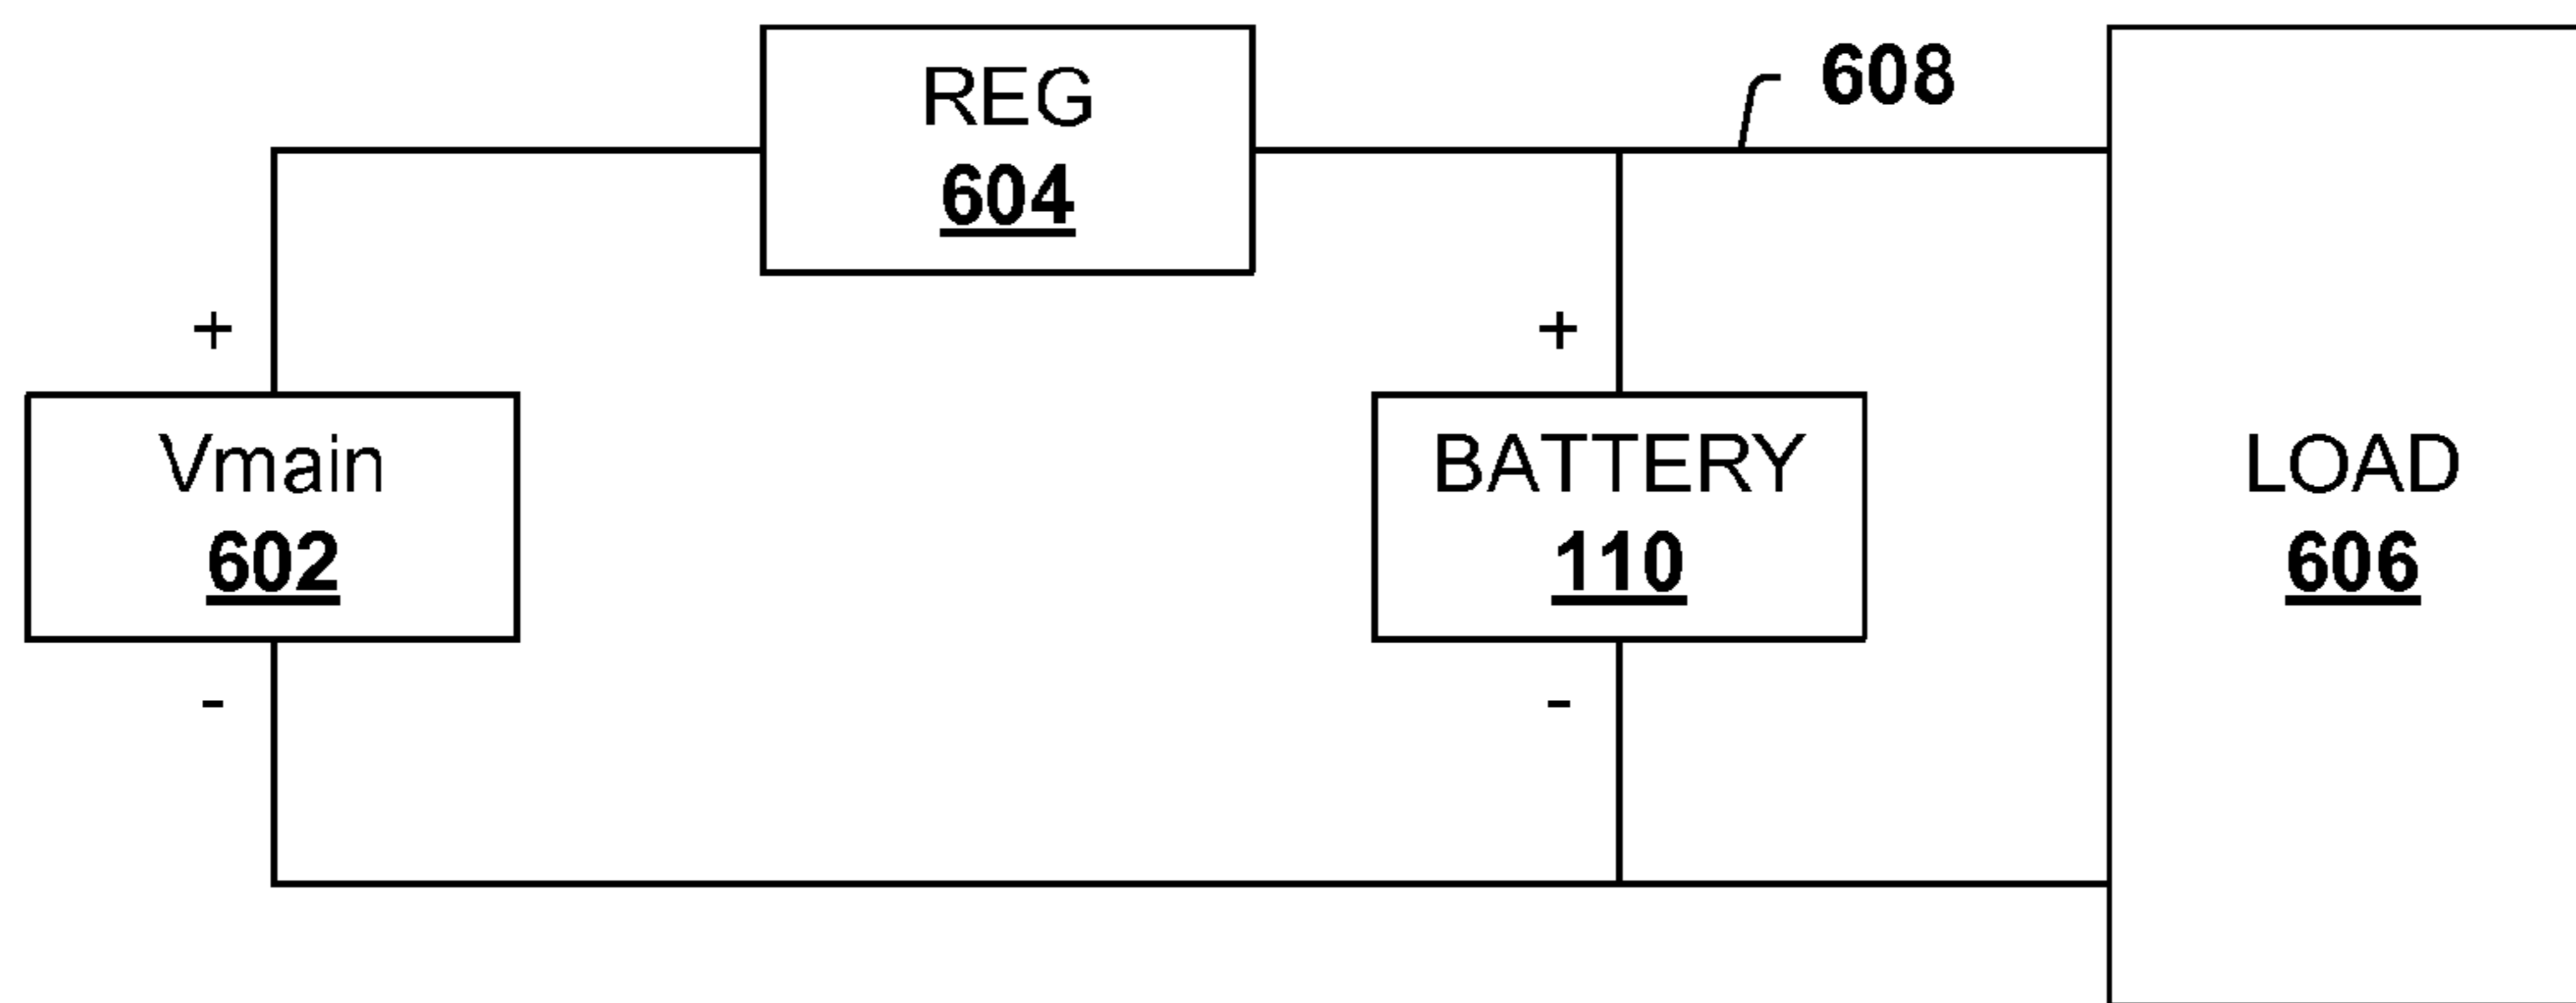 REG
604
608
+
+
Vmain
602
BATTERY
110
LOAD
606
-
-